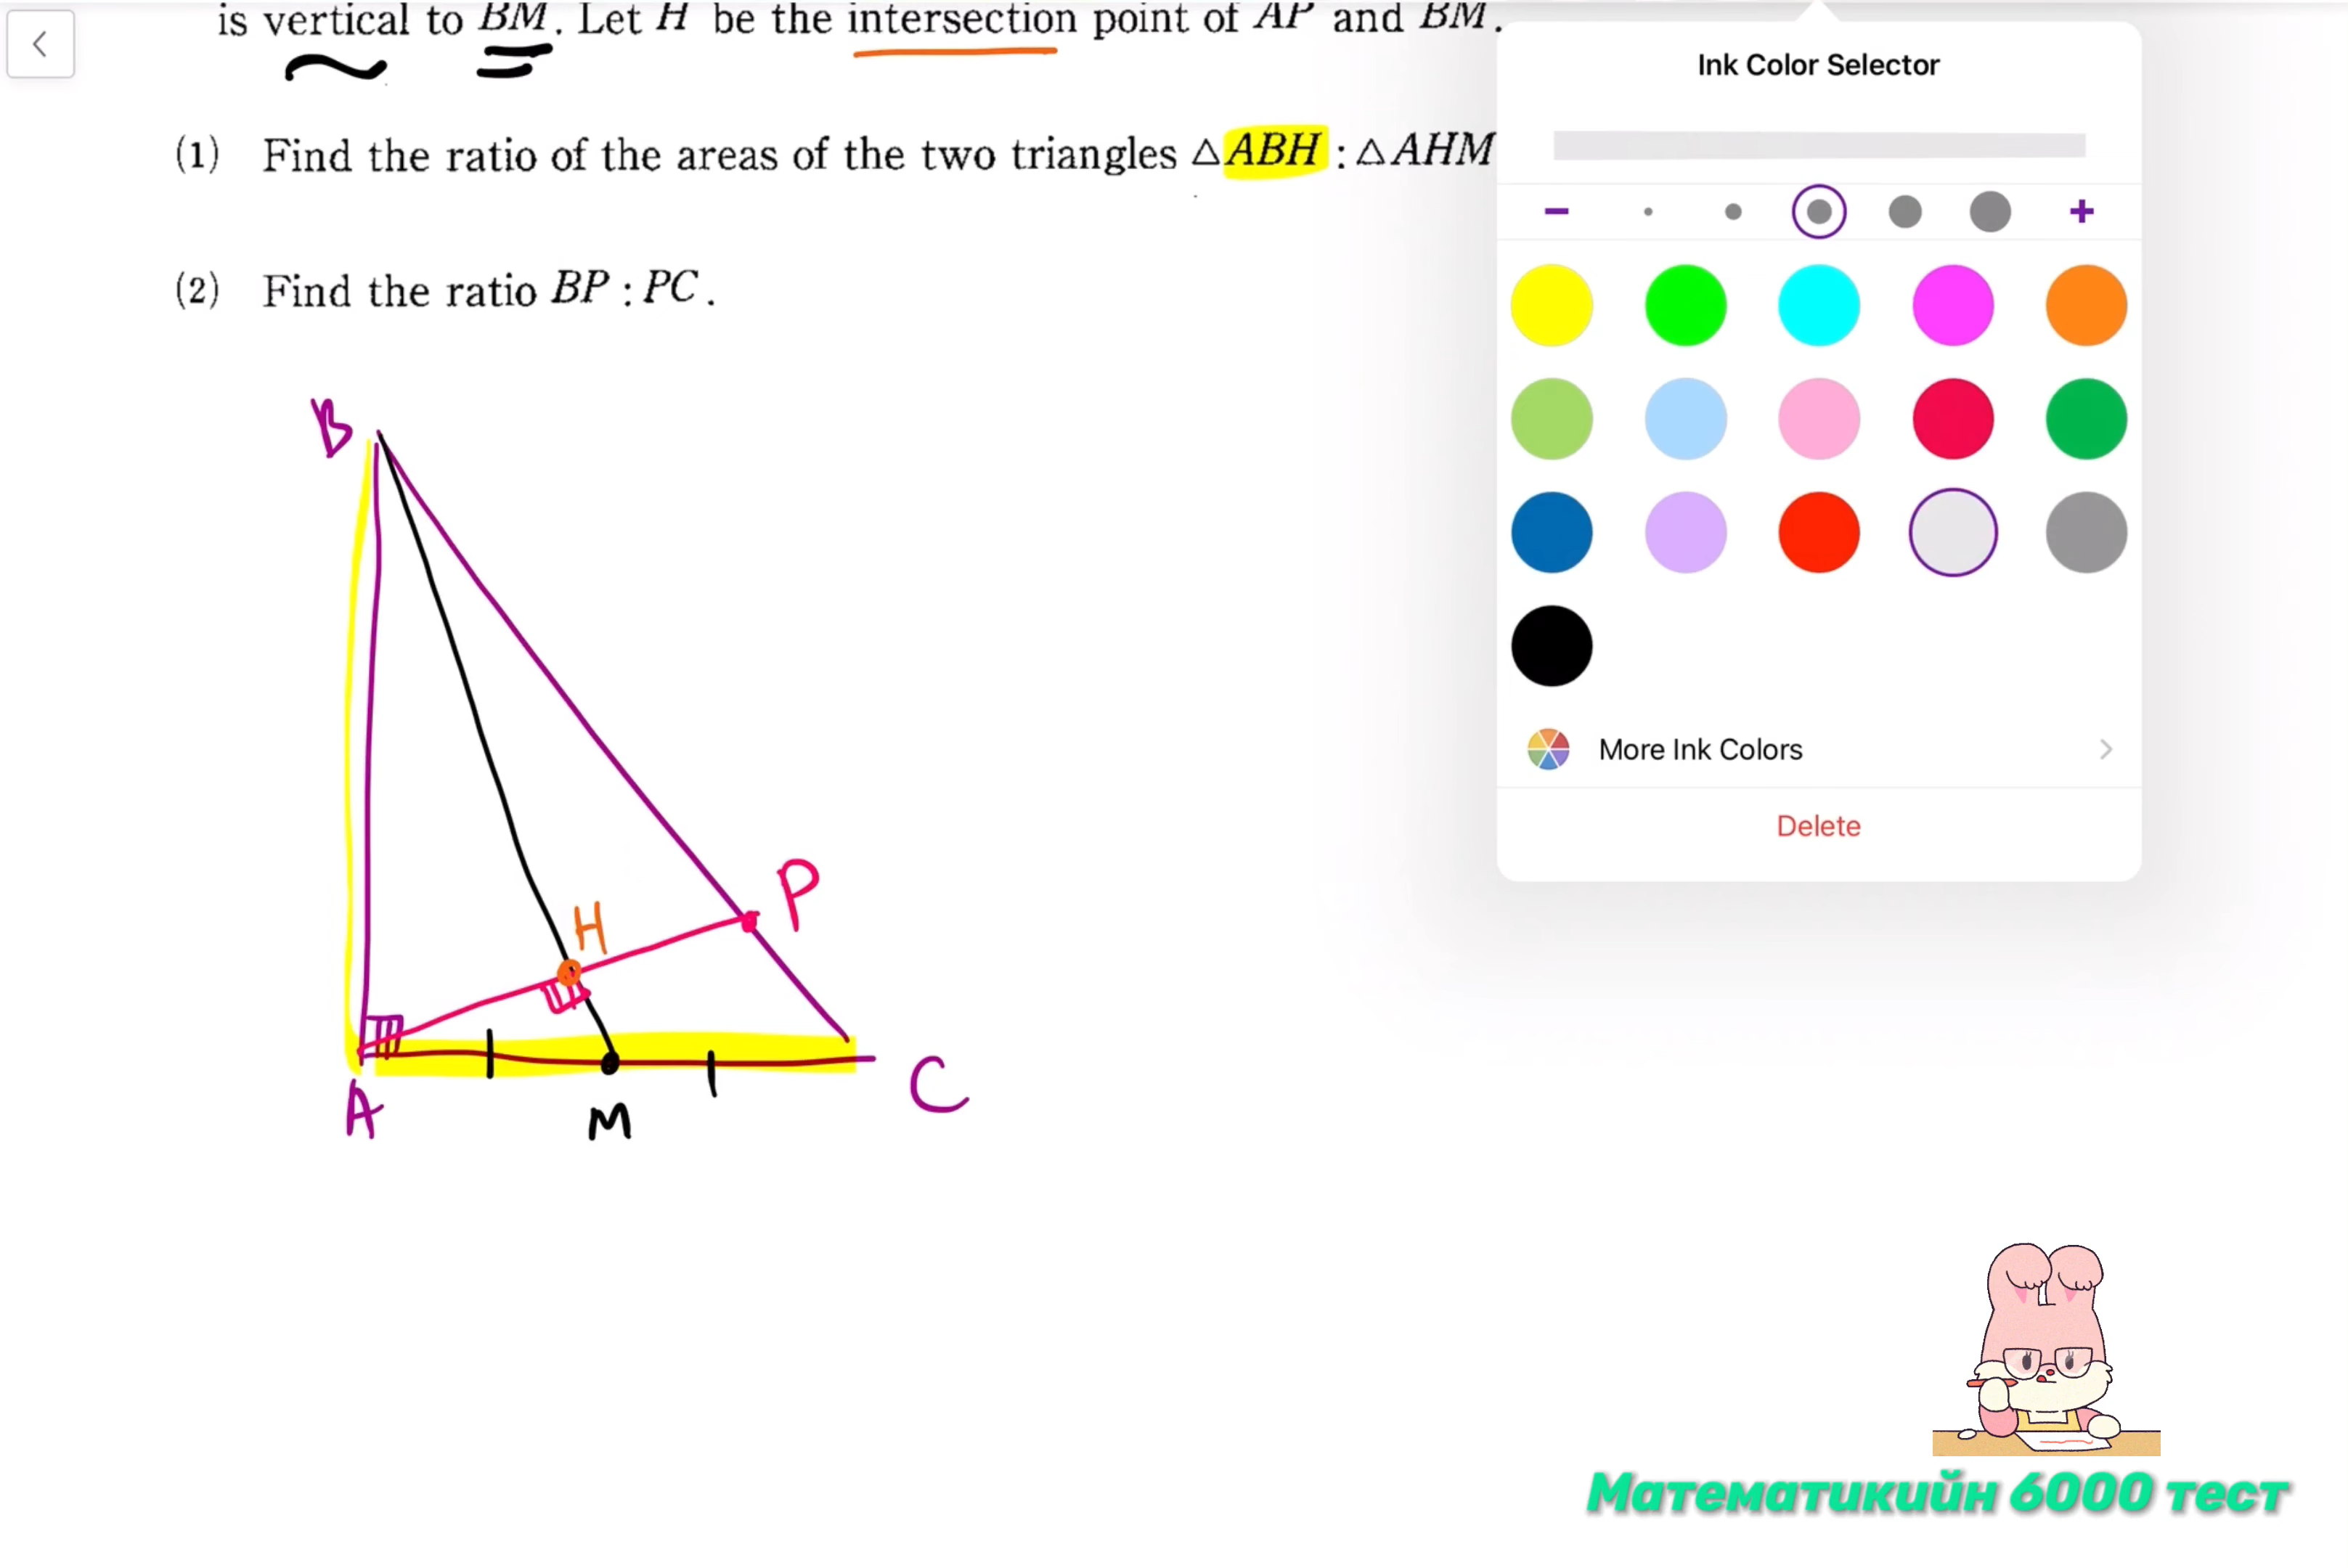 is vertical to BM. Let H be the intersection point of AP and BM.
(1) Find the ratio of the areas of the two triangles △ABH : △AHM
(2) Find the ratio BP : PC.
Ink Color Selector
More Ink Colors
Delete
B
P
H
A
M
C
Математикийн 6000 тест